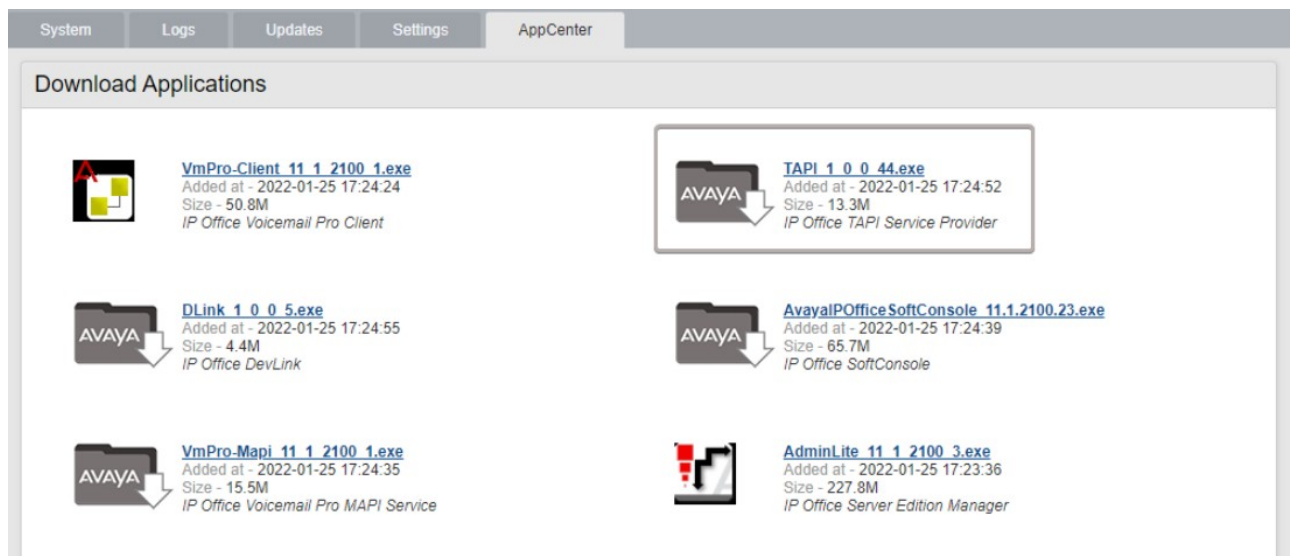 System Logs Updates Settings AppCenter
Download Applications
VmPro-Client_11_1_2100_1.exe
Added at - 2022-01-25 17:24:24
Size - 50.8M
IP Office Voicemail Pro Client
AVAYA
TAPI_1_0_0_44.exe
Added at - 2022-01-25 17:24:52
Size - 13.3M
IP Office TAPI Service Provider
AVAYA
DLink_1_0_0_5.exe
Added at - 2022-01-25 17:24:55
Size - 4.4M
IP Office DevLink
AVAYA
AvayaIPOfficeSoftConsole_11.1.2100.23.exe
Added at - 2022-01-25 17:24:39
Size - 65.7M
IP Office SoftConsole
AVAYA
VmPro-Mapi_11_1_2100_1.exe
Added at - 2022-01-25 17:24:35
Size - 15.5M
IP Office Voicemail Pro MAPI Service
AdminLite_11_1_2100_3.exe
Added at - 2022-01-25 17:23:36
Size - 227.8M
IP Office Server Edition Manager